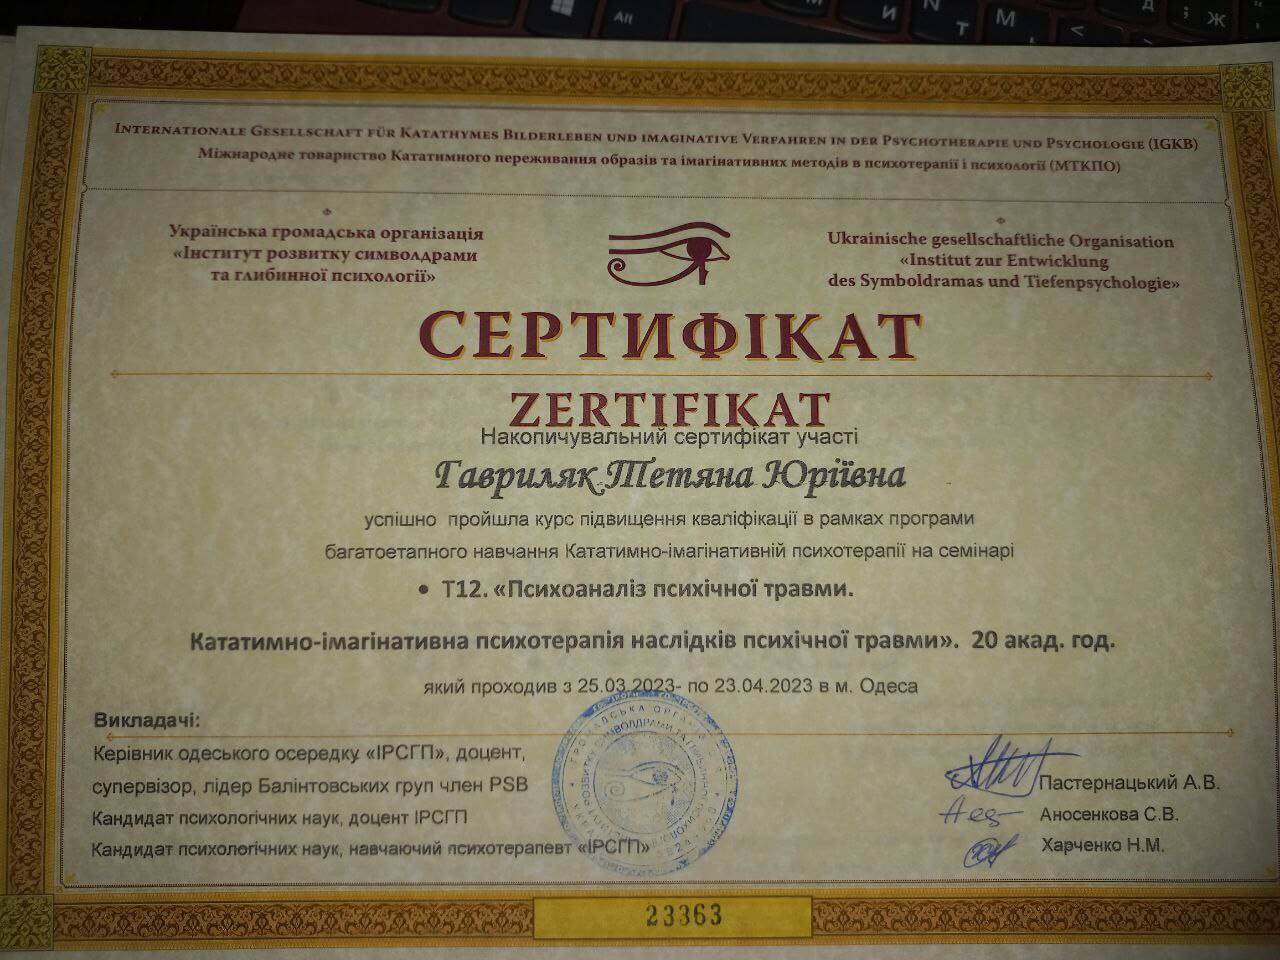 Alt
И
N
Т
M
Ь
<
Д
Ж
INTERNATIONALE GESELLSCHAFT FÜR KATATHYMES BILDERLEBEN UND IMAGINATIVE VERFAHREN IN DER PSYCHOTHERAPIE UND PSYCHOLOGIE (IGKB)
Міжнародне товариство Кататимного переживання образів та імагінативних методів в психотерапії і психології (МТКПО)
Українська громадська організація
«Інститут розвитку символдрами
та глибинної психології»
Ukrainische gesellschaftliche Organisation
«Institut zur Entwicklung
des Symboldramas und Tiefenpsychologie»
СЕРТИФІКАТ
ZERTIFIKAT
Накопичувальний сертифікат участі
Гавриляк Тетяна Юріївна
успішно пройшла курс підвищення кваліфікації в рамках програми
багатоетапного навчання Кататимно-імагінативній психотерапії на семінарі
• Т12. «Психоаналіз психічної травми.
Кататимно-імагінативна психотерапія наслідків психічної травми». 20 акад. год.
який проходив з 25.03.2023- по 23.04.2023 в м. Одеса
Викладачі:
Керівник одеського осередку «ІРСГП», доцент,
супервізор, лідер Балінтовських груп член PSB
Кандидат психологічних наук, доцент ІРСГП
Кандидат психологічних наук, навчаючий психотерапевт «ІРСГП»
Пастернацький А.В.
Аносенкова С.В.
Харченко Н.М.
23363